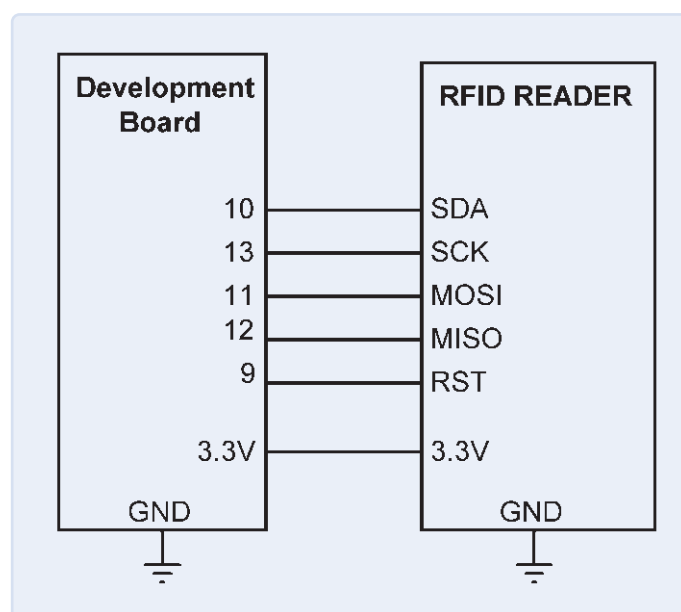 Development
Board
10
13
11
12
9
3.3V
GND
RFID READER
SDA
SCK
MOSI
MISO
RST
3.3V
GND